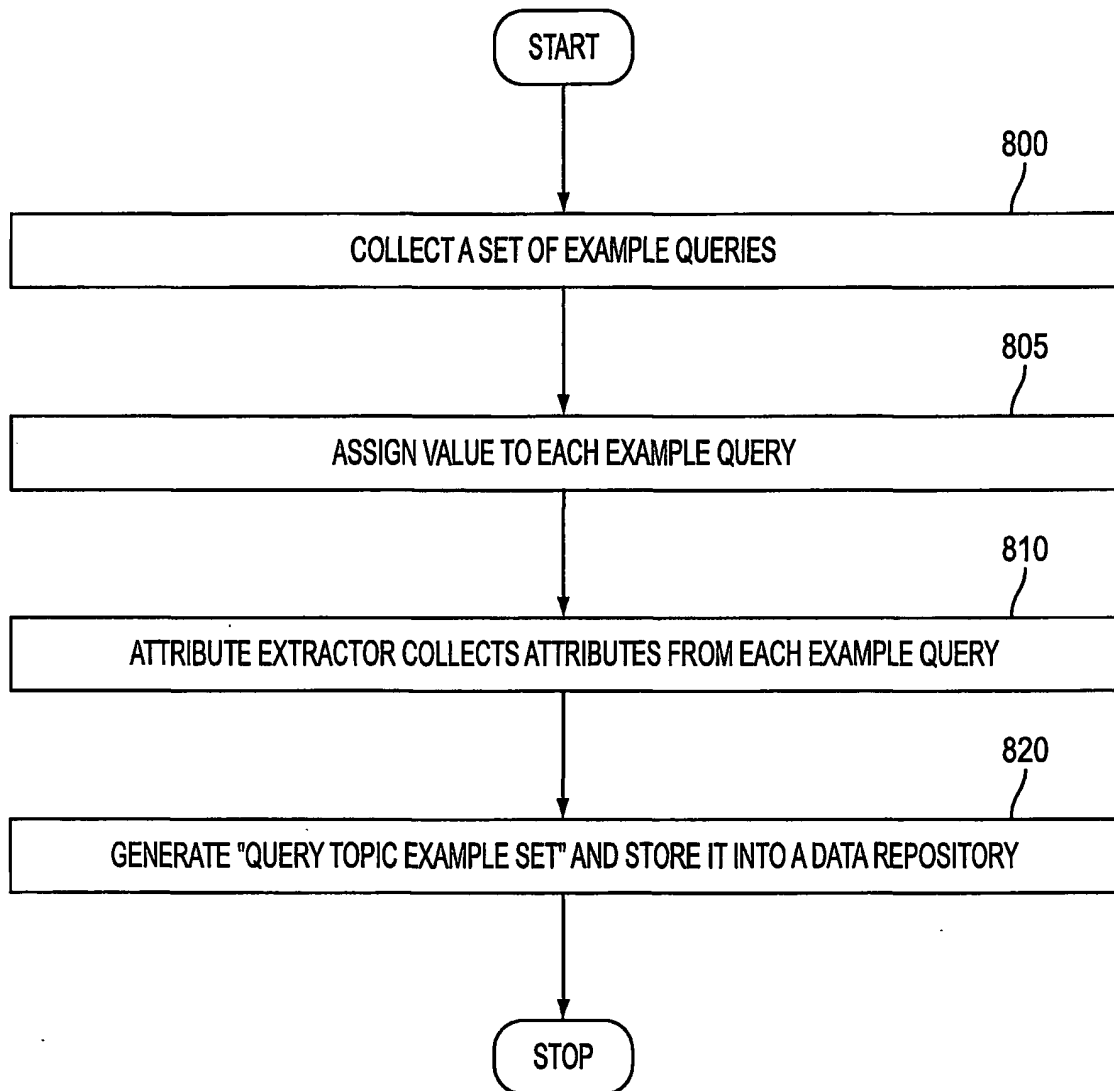 START
800
COLLECT A SET OF EXAMPLE QUERIES
805
ASSIGN VALUE TO EACH EXAMPLE QUERY
810
ATTRIBUTE EXTRACTOR COLLECTS ATTRIBUTES FROM EACH EXAMPLE QUERY
820
GENERATE "QUERY TOPIC EXAMPLE SET" AND STORE IT INTO A DATA REPOSITORY
STOP